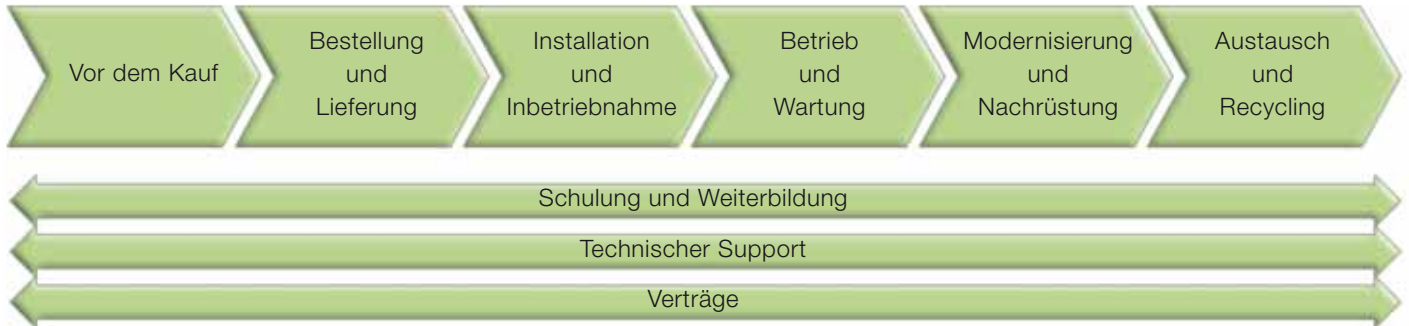 Vor dem Kauf
Bestellung
und
Lieferung
Installation
und
Inbetriebnahme
Betrieb
und
Wartung
Modernisierung
und
Nachrüstung
Austausch
und
Recycling
Schulung und Weiterbildung
Technischer Support
Verträge